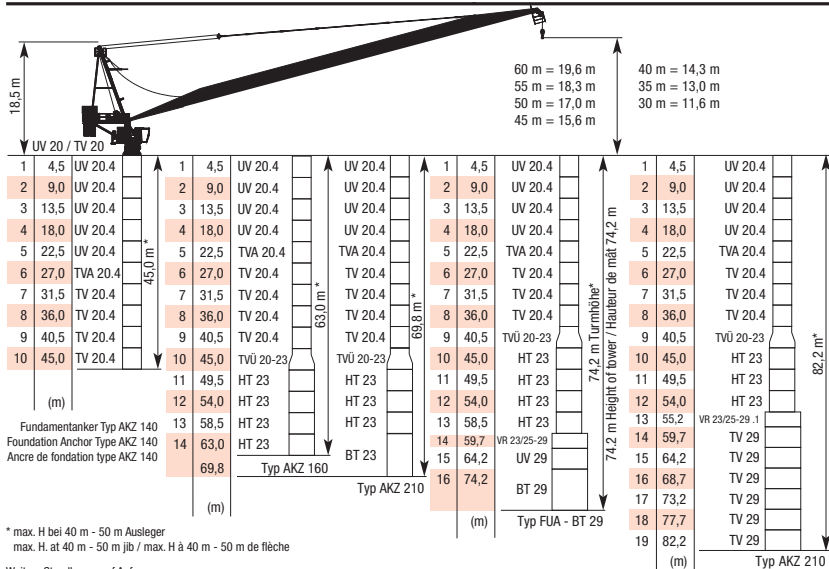 18,5 m
60 m = 19,6 m
55 m = 18,3 m
50 m = 17,0 m
45 m = 15,6 m
40 m = 14,3 m
35 m = 13,0 m
30 m = 11,6 m
UV 20 / TV 20
1 4,5 UV 20.4
2 9,0 UV 20.4
3 13,5 UV 20.4
4 18,0 UV 20.4
5 22,5 UV 20.4
6 27,0 TVA 20.4
7 31,5 TV 20.4
8 36,0 TV 20.4
9 40,5 TV 20.4
10 45,0 TV 20.4
(m)
45,0 m *
Fundamentanker Typ AKZ 140
Foundation Anchor Type AKZ 140
Ancre de fondation type AKZ 140
1 4,5 UV 20.4 UV 20.4
2 9,0 UV 20.4 UV 20.4
3 13,5 UV 20.4 UV 20.4
4 18,0 UV 20.4 UV 20.4
5 22,5 TVA 20.4 TVA 20.4
6 27,0 TV 20.4 TV 20.4
7 31,5 TV 20.4 TV 20.4
8 36,0 TV 20.4 TV 20.4
9 40,5 TV 20.4 TV 20.4
10 45,0 TVÜ 20-23 TVÜ 20-23
11 49,5 HT 23 HT 23
12 54,0 HT 23 HT 23
13 58,5 HT 23 HT 23
14 63,0 HT 23 BT 23
69,8
(m)
63,0 m *
69,8 m *
Typ AKZ 160
Typ AKZ 210
1 4,5 UV 20.4
2 9,0 UV 20.4
3 13,5 UV 20.4
4 18,0 UV 20.4
5 22,5 TVA 20.4
6 27,0 TV 20.4
7 31,5 TV 20.4
8 36,0 TV 20.4
9 40,5 TVÜ 20-23
10 45,0 HT 23
11 49,5 HT 23
12 54,0 HT 23
13 58,5 HT 23
14 59,7 VR 23/25-29
15 64,2 UV 29
16 74,2 BT 29
(m)
74,2 m Turmhöhe*
74.2 m Height of tower / Hauteur de mât 74,2 m
Typ FUA - BT 29
1 4,5 UV 20.4
2 9,0 UV 20.4
3 13,5 UV 20.4
4 18,0 UV 20.4
5 22,5 TVA 20.4
6 27,0 TV 20.4
7 31,5 TV 20.4
8 36,0 TV 20.4
9 40,5 TVÜ 20-23
10 45,0 HT 23
11 49,5 HT 23
12 54,0 HT 23
13 55,2 VR 23/25-29 .1
14 59,7 TV 29
15 64,2 TV 29
16 68,7 TV 29
17 73,2 TV 29
18 77,7 TV 29
19 82,2 TV 29
(m)
82,2 m*
Typ AKZ 210
* max. H bei 40 m - 50 m Ausleger
max. H. at 40 m - 50 m jib / max. H à 40 m - 50 m de flèche